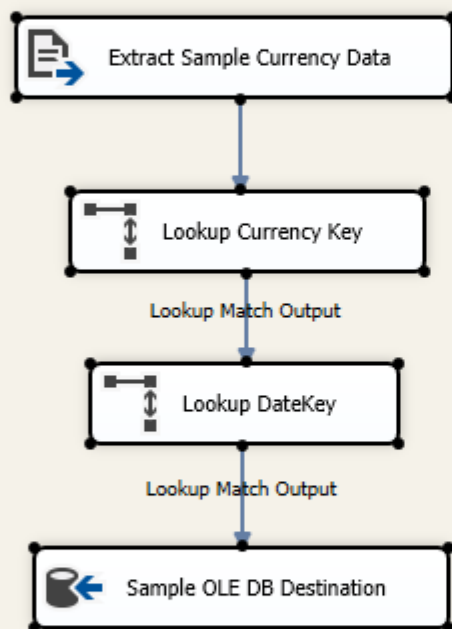 Extract Sample Currency Data
Lookup Currency Key
Lookup Match Output
Lookup DateKey
Lookup Match Output
Sample OLE DB Destination